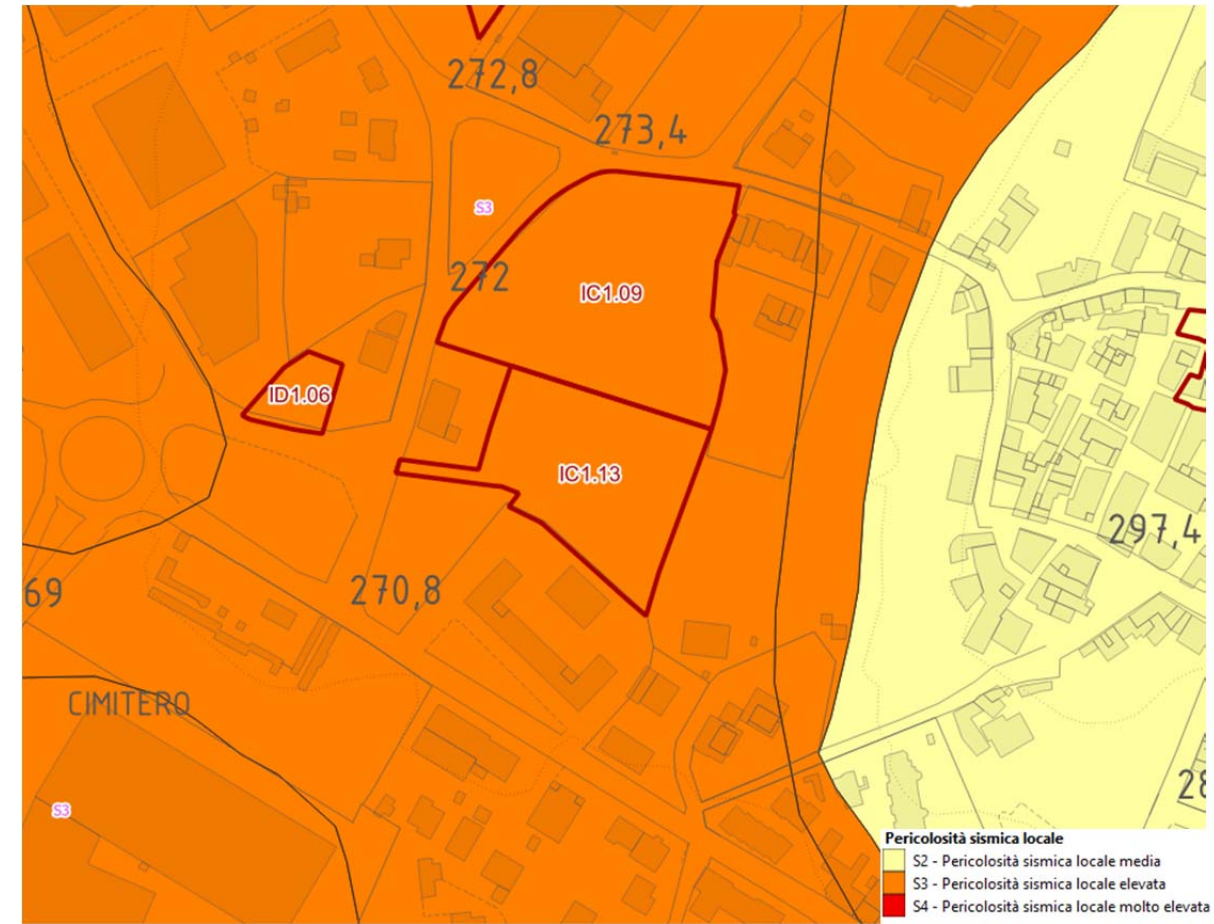 272,8
273,4
S3
272
IC1.09
ID1.06
IC1.13
297,4
69
270,8
CIMITERO
28
S3
Pericolosità sismica locale
S2 - Pericolosità sismica locale media
S3 - Pericolosità sismica locale elevata
S4 - Pericolosità sismica locale molto elevata